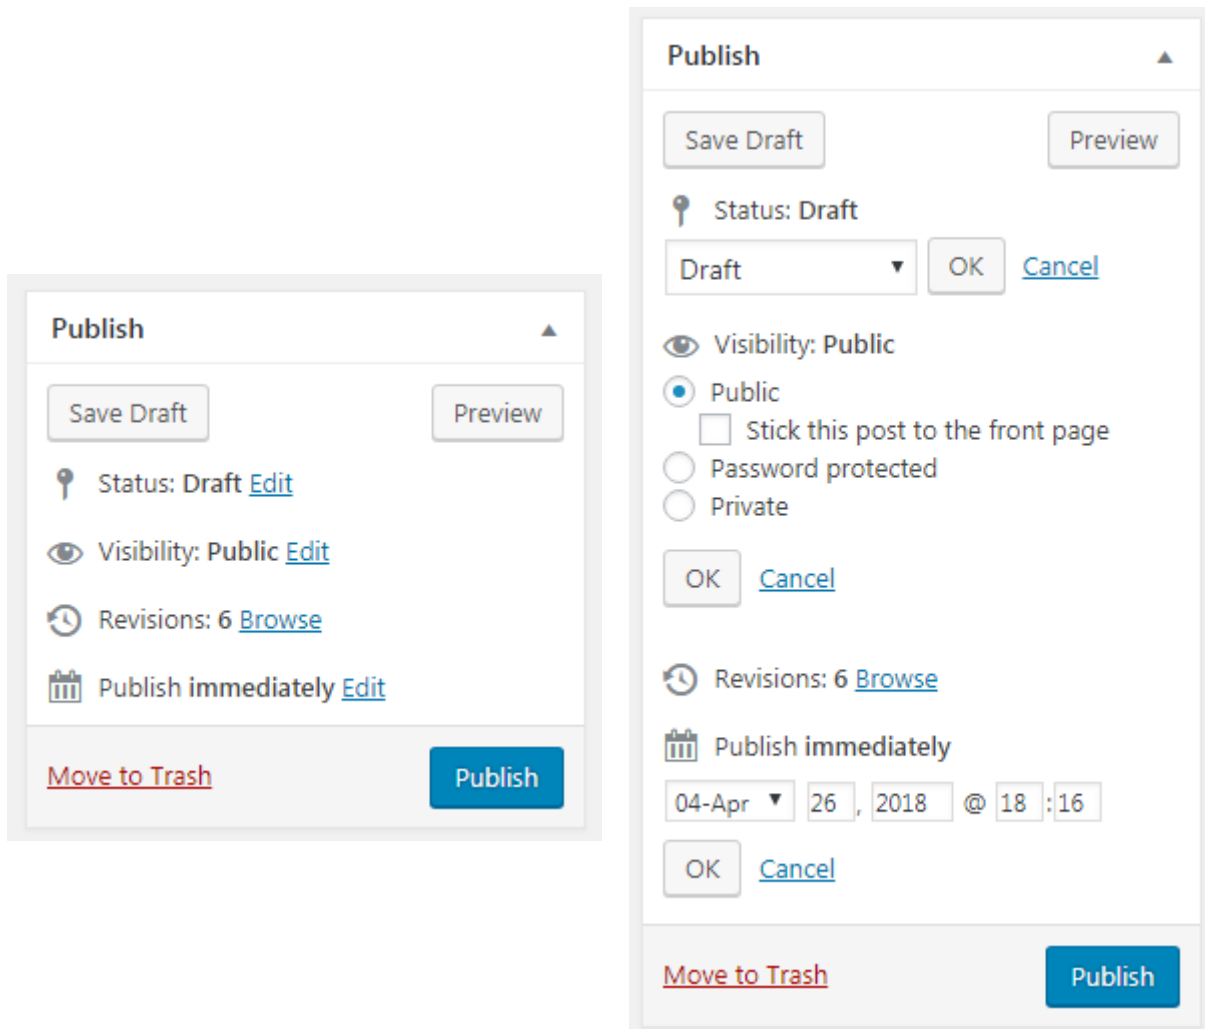 Publish
Save Draft Preview
Status: Draft Edit
Visibility: Public Edit
Revisions: 6 Browse
Publish immediately Edit
Move to Trash Publish
Publish
Save Draft Preview
Status: Draft
Draft OK Cancel
Visibility: Public
Public
Stick this post to the front page
Password protected
Private
OK Cancel
Revisions: 6 Browse
Publish immediately
04-Apr 26, 2018 @ 18:16
OK Cancel
Move to Trash Publish